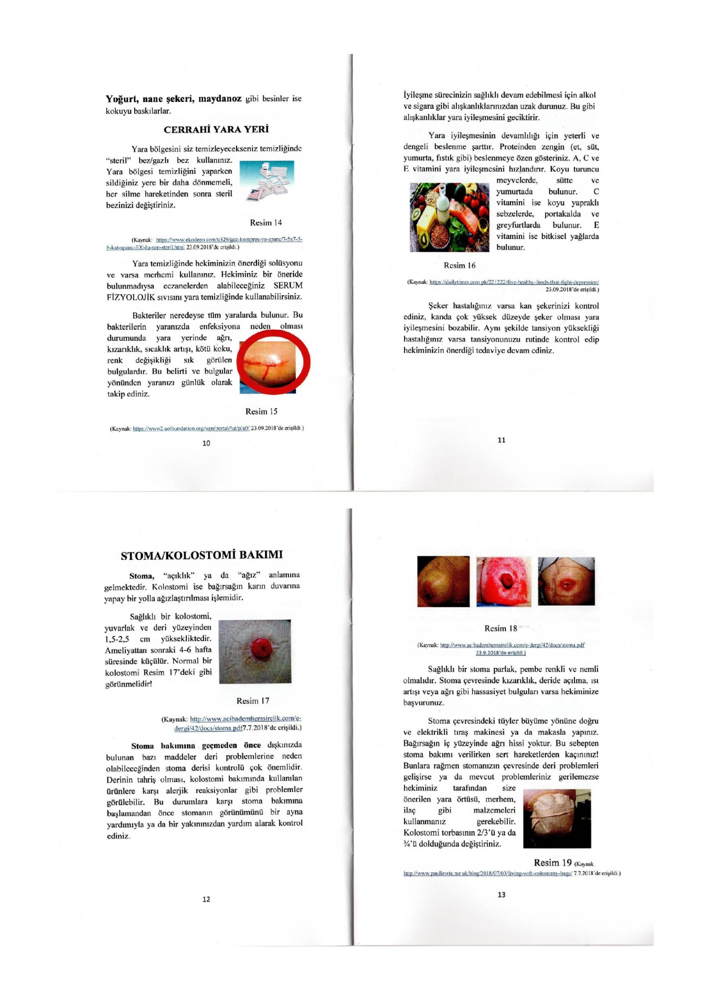 Yoğurt, nane şekeri, maydanoz gibi besinler ise
kokuyu baskılarlar.
CERRAHİ YARA YERİ
Yara bölgesini siz temizleyecekseniz temizliğinde
“steril” bez/gazlı bez kullanınız.
Yara bölgesi temizliğini yaparken
sildiğiniz yere bir daha dönmemeli,
her silme hareketinden sonra steril
bezinizi değiştiriniz.
Resim 14
(Kaynak: https://www.ekodepo.com/u329/gaz-kompres-ve-spanc/7-5x7-5-
8-kat-spanc-500-lu-non-steril.html 23.09.2018’de erişildi.)
Yara temizliğinde hekiminizin önerdiği solüsyonu
ve varsa merhemi kullanınız. Hekiminiz bir öneride
bulunmadıysa eczanelerden alabileceğiniz SERUM
FİZYOLOJİK sıvısını yara temizliğinde kullanabilirsiniz.
Bakteriler neredeyse tüm yaralarda bulunur. Bu
bakterilerin yaranızda enfeksiyona neden olması
durumunda yara yerinde ağrı,
kızarıklık, sıcaklık artışı, kötü koku,
renk değişikliği sık görülen
bulgulardır. Bu belirti ve bulgular
yönünden yaranızı günlük olarak
takip ediniz.
Resim 15
(Kaynak: https://www2.aofoundation.org/wps/portal/!ut/p/a0/ 23.09.2018’de erişildi.)
10
İyileşme sürecinizin sağlıklı devam edebilmesi için alkol
ve sigara gibi alışkanlıklarınızdan uzak durunuz. Bu gibi
alışkanlıklar yara iyileşmesini geciktirir.
Yara iyileşmesinin devamlılığı için yeterli ve
dengeli beslenme şarttır. Proteinden zengin (et, süt,
yumurta, fıstık gibi) beslenmeye özen gösteriniz. A, C ve
E vitamini yara iyileşmesini hızlandırır. Koyu turuncu
meyvelerde, sütte ve
yumurtada bulunur. C
vitamini ise koyu yapraklı
sebzelerde, portakalda ve
greyfurtlarda bulunur. E
vitamini ise bitkisel yağlarda
bulunur.
Resim 16
(Kaynak: https://dailytimes.com.pk/221222/five-healthy-foods-that-fight-depression/
23.09.2018’de erişildi.)
Şeker hastalığınız varsa kan şekerinizi kontrol
ediniz, kanda çok yüksek düzeyde şeker olması yara
iyileşmesini bozabilir. Aynı şekilde tansiyon yüksekliği
hastalığınız varsa tansiyonunuzu rutinde kontrol edip
hekiminizin önerdiği tedaviye devam ediniz.
11
STOMA/KOLOSTOMİ BAKIMI
Stoma, “açıklık” ya da “ağız” anlamına
gelmektedir. Kolostomi ise bağırsağın karın duvarına
yapay bir yolla ağızlaştırılması işlemidir.
Sağlıklı bir kolostomi,
yuvarlak ve deri yüzeyinden
1,5-2,5 cm yüksekliktedir.
Ameliyattan sonraki 4-6 hafta
süresinde küçülür. Normal bir
kolostomi Resim 17’deki gibi
görünmelidir!
Resim 17
(Kaynak: http://www.acibademhemsirelik.com/e-
dergi/42/docs/stoma.pdf7.7.2018’de erişildi.)
Stoma bakımına geçmeden önce dışkınızda
bulunan bazı maddeler deri problemlerine neden
olabileceğinden stoma derisi kontrolü çok önemlidir.
Derinin tahriş olması, kolostomi bakımında kullanılan
ürünlere karşı alerjik reaksiyonlar gibi problemler
görülebilir. Bu durumlara karşı stoma bakımına
başlamandan önce stomanın görünümünü bir ayna
yardımıyla ya da bir yakınınızdan yardım alarak kontrol
ediniz.
12
Resim 18
(Kaynak: http://www.acibademhemsirelik.com/e-dergi/42/docs/stoma.pdf
23.9.2018’de erişildi.)
Sağlıklı bir stoma parlak, pembe renkli ve nemli
olmalıdır. Stoma çevresinde kızarıklık, deride açılma, ısı
artışı veya ağrı gibi hassasiyet bulguları varsa hekiminize
başvurunuz.
Stoma çevresindeki tüyler büyüme yönüne doğru
ve elektrikli tıraş makinesi ya da makasla yapınız.
Bağırsağın iç yüzeyinde ağrı hissi yoktur. Bu sebepten
stoma bakımı verilirken sert hareketlerden kaçınınız!
Bunlara rağmen stomanızın çevresinde deri problemleri
gelişirse ya da mevcut problemleriniz gerilemezse
hekiminiz tarafından size
önerilen yara örtüsü, merhem,
ilaç gibi malzemeleri
kullanmanız gerekebilir.
Kolostomi torbasının 2/3’ü ya da
¾’ü dolduğunda değiştiriniz.
Resim 19 (Kaynak:
http://www.paullewis.me.uk/blog/2018/07/03/living-with-colostomy-bags/ 7.7.2018’de erişildi.)
13